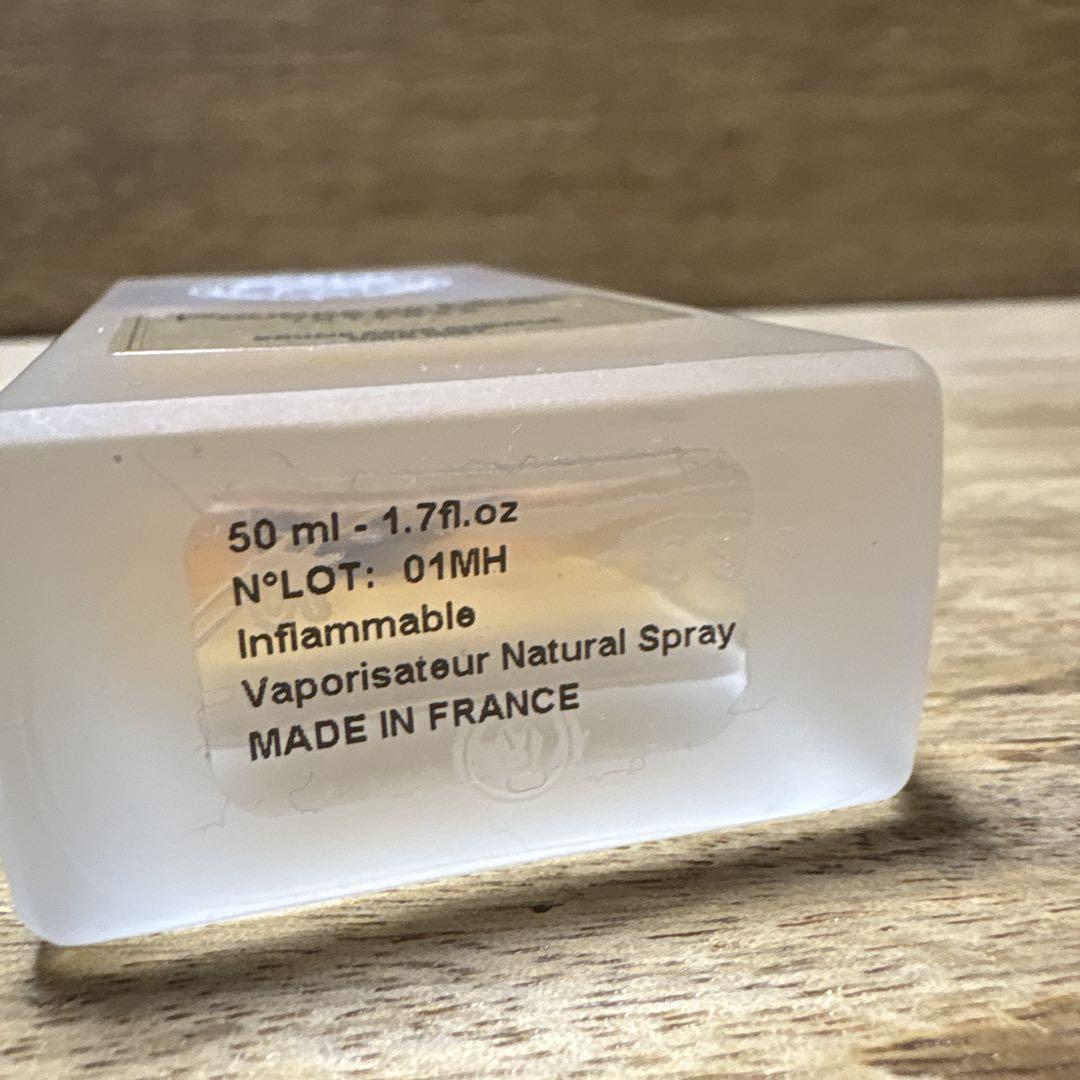 50 ml - 1.7fl.oz
N°LOT: 01MH
Inflammable
Vaporisateur Natural Spray
MADE IN FRANCE